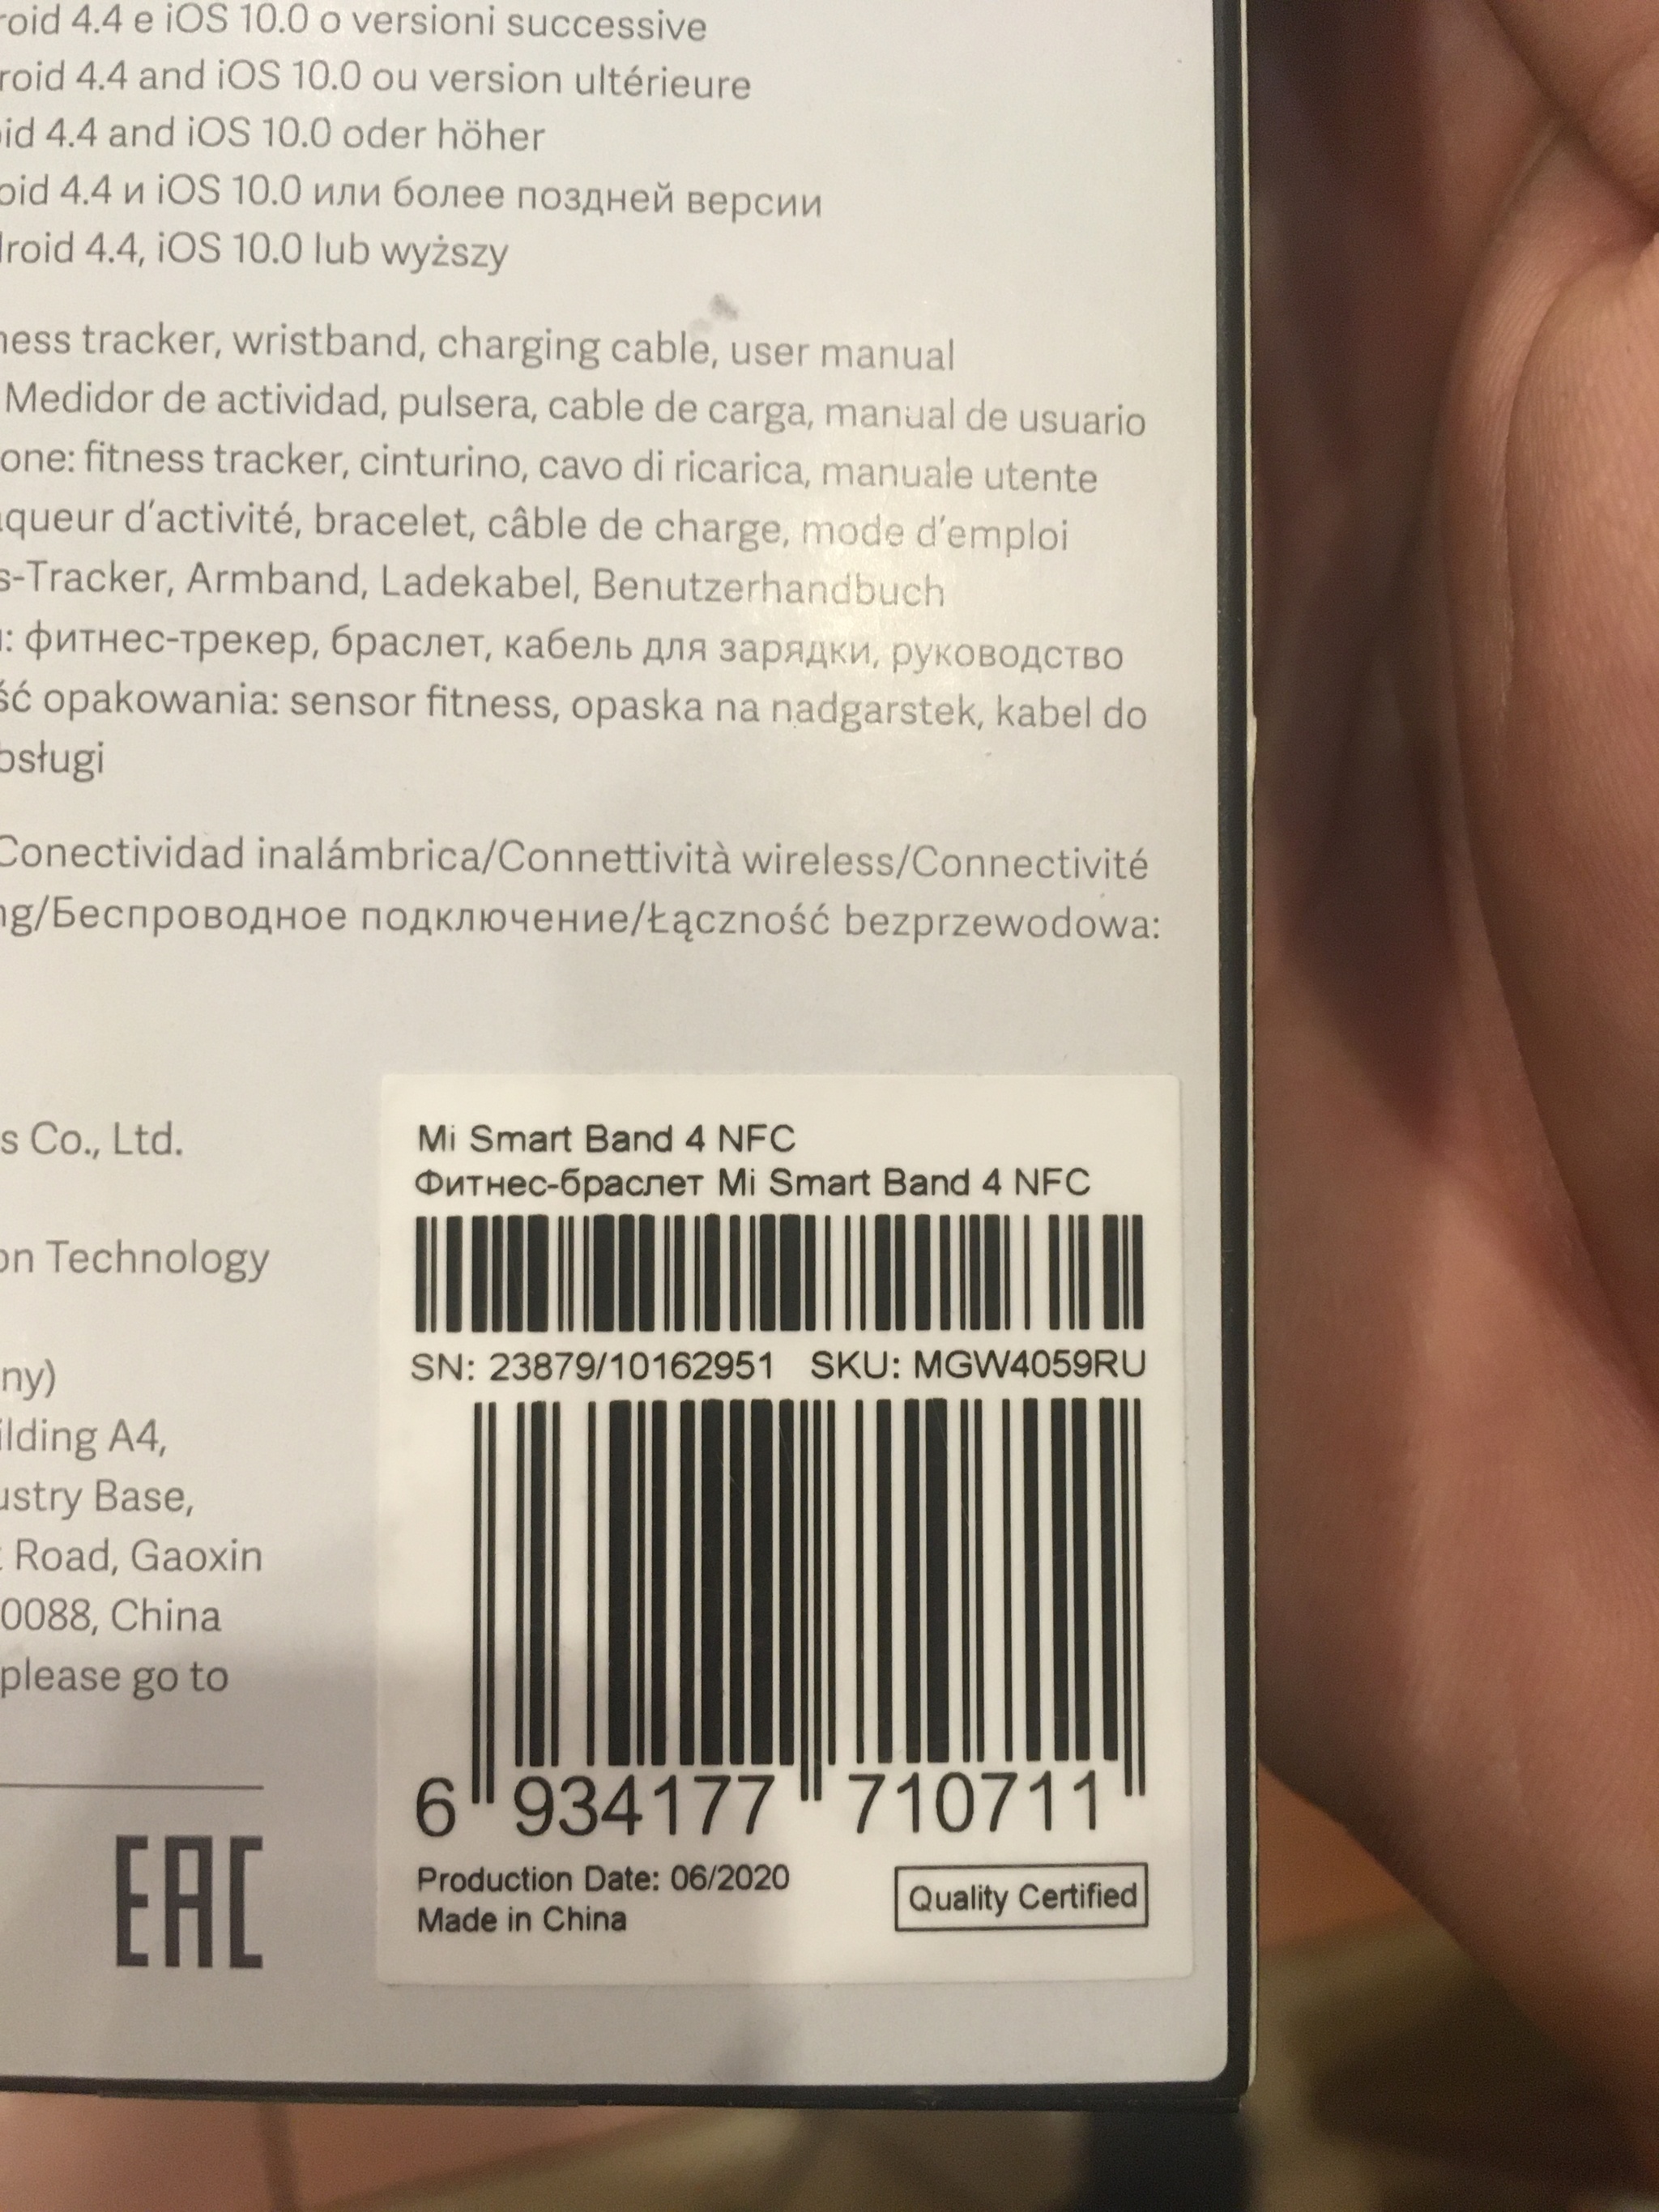 roid 4.4 e iOS 10.0 o versioni successive
roid 4.4 and iOS 10.0 ou version ultérieure
oid 4.4 and iOS 10.0 oder höher
oid 4.4 и iOS 10.0 или более поздней версии
droid 4.4, iOS 10.0 lub wyższy
ness tracker, wristband, charging cable, user manual
Medidor de actividad, pulsera, cable de carga, manual de usuario
one: fitness tracker, cinturino, cavo di ricarica, manuale utente
aqueur d'activité, bracelet, câble de charge, mode d'emploi
s-Tracker, Armband, Ladekabel, Benutzerhandbuch
: фитнес-трекер, браслет, кабель для зарядки, руководство
ść opakowania: sensor fitness, opaska na nadgarstek, kabel do
bsługi
Conectividad inalámbrica/Connettività wireless/Connectivité
ng/Беспроводное подключение/Łączność bezprzewodowa:
s Co., Ltd.
on Technology
ny)
ilding A4,
ustry Base,
t Road, Gaoxin
0088, China
please go to
EAC
Mi Smart Band 4 NFC
Фитнес-браслет Mi Smart Band 4 NFC
SN: 23879/10162951 SKU: MGW4059RU
6 934177 710711
Production Date: 06/2020
Made in China
Quality Certified